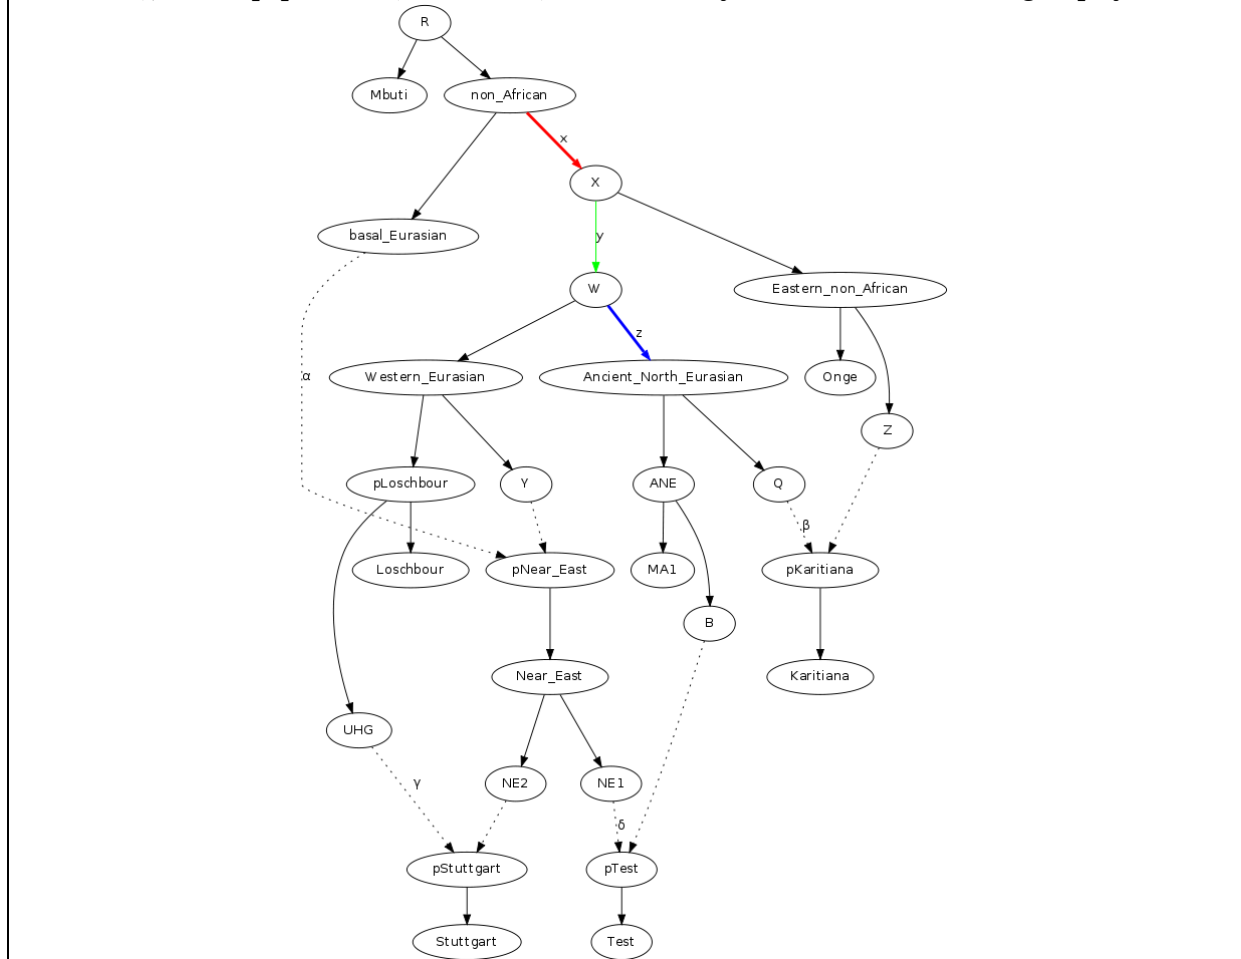 R
Mbuti
non_African
x
X
basal_Eurasian
y
W
Eastern_non_African
z
α
Western_Eurasian
Ancient_North_Eurasian
Onge
Z
pLoschbour
Y
ANE
Q
β
Loschbour
pNear_East
MA1
pKaritiana
B
Near_East
Karitiana
UHG
γ
NE2
NE1
δ
pStuttgart
pTest
Stuttgart
Test